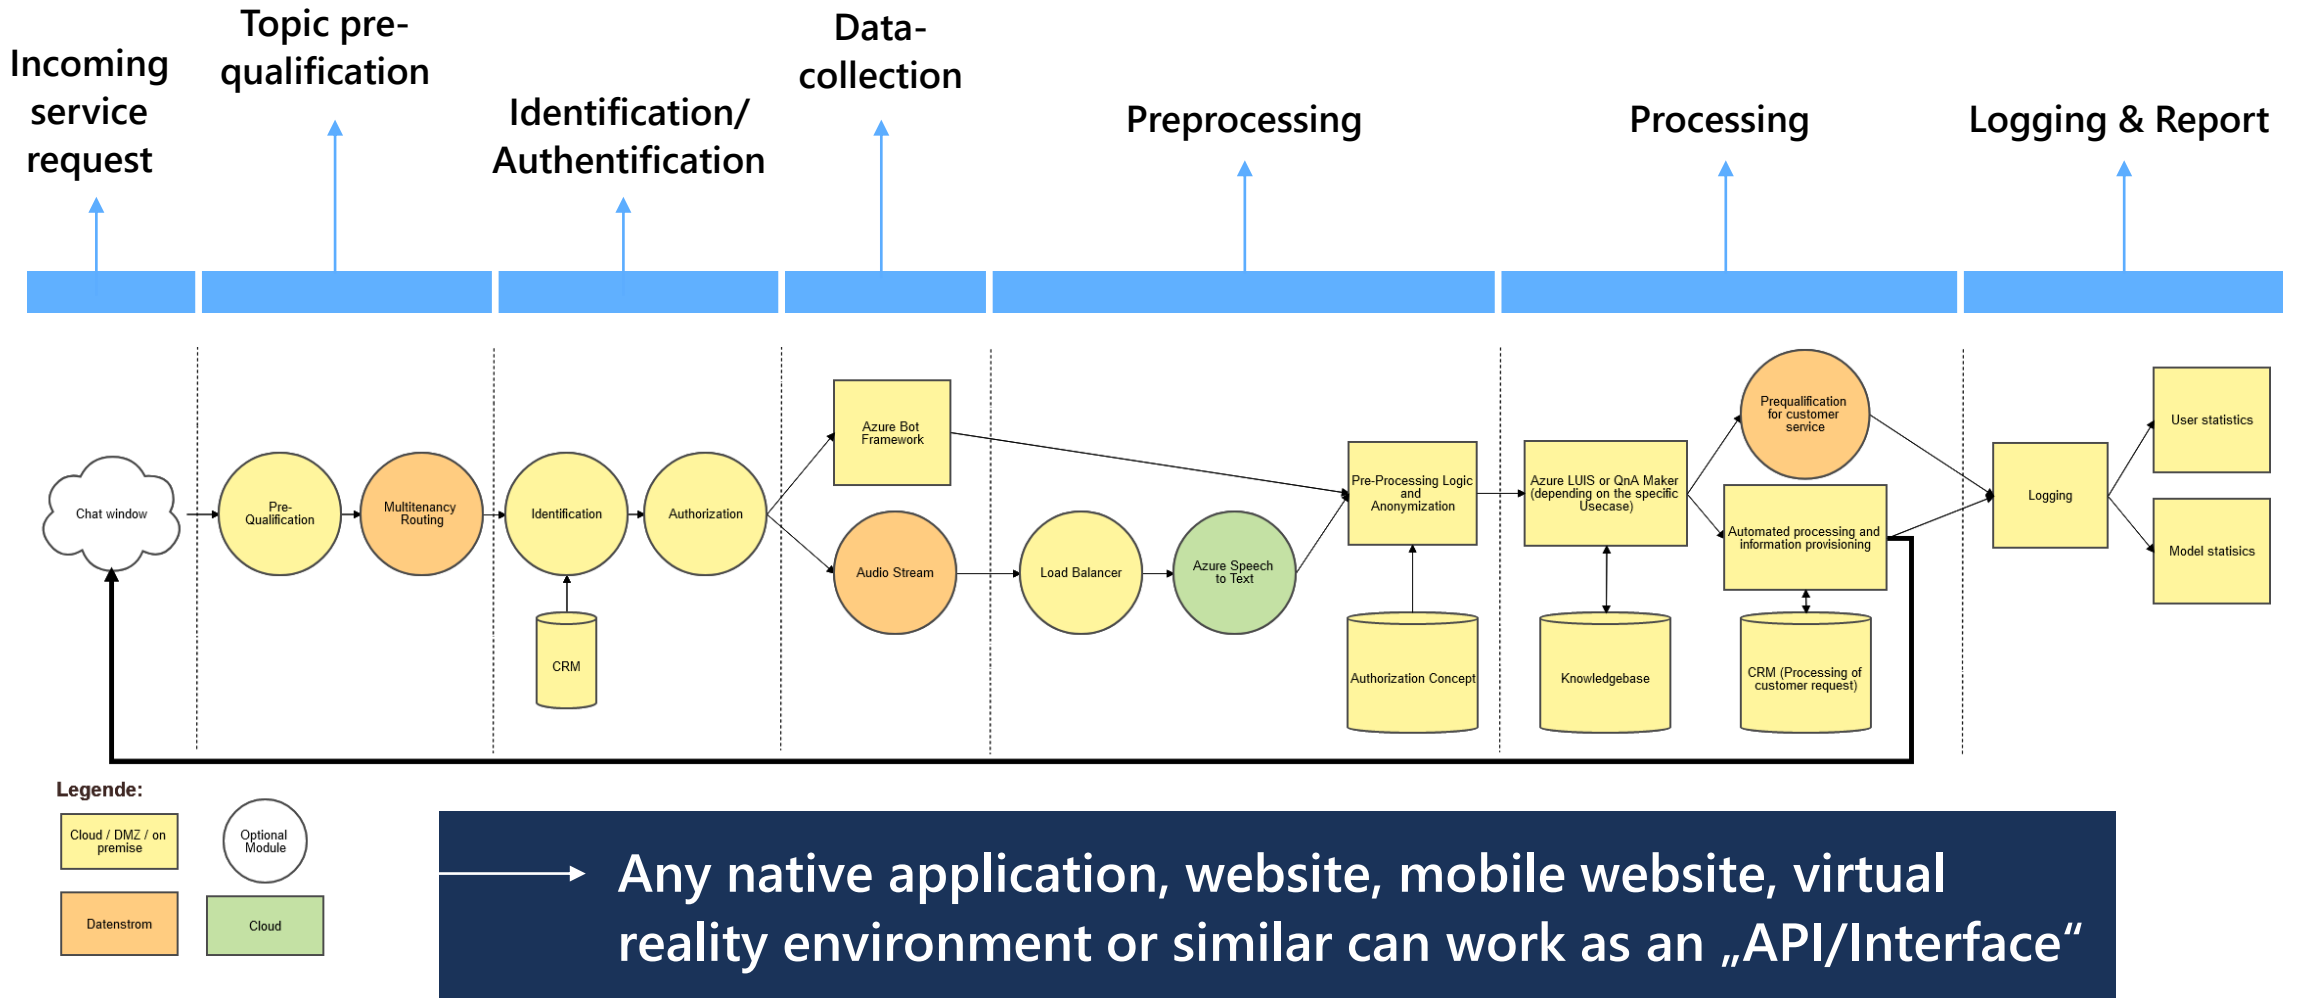 Incoming
service
request
Topic pre-
qualification
Identification/
Authentification
Data-
collection
Preprocessing
Processing
Logging & Report
Chat window
Pre-
Qualification
Multitenancy
Routing
Identification
CRM
Authorization
Azure Bot
Framework
Audio Stream
Load Balancer
Azure Speech
to Text
Pre-Processing Logic
and
Anonymization
Authorization Concept
Azure LUIS or QnA Maker
(depending on the specific
Usecase)
Knowledgebase
Prequalification
for customer
service
Automated processing and
information provisioning
CRM (Processing of
customer request)
Logging
User statistics
Model statisics
Legende:
Cloud / DMZ / on
premise
Optional
Module
Datenstrom
Cloud
Any native application, website, mobile website, virtual
reality environment or similar can work as an „API/Interface“